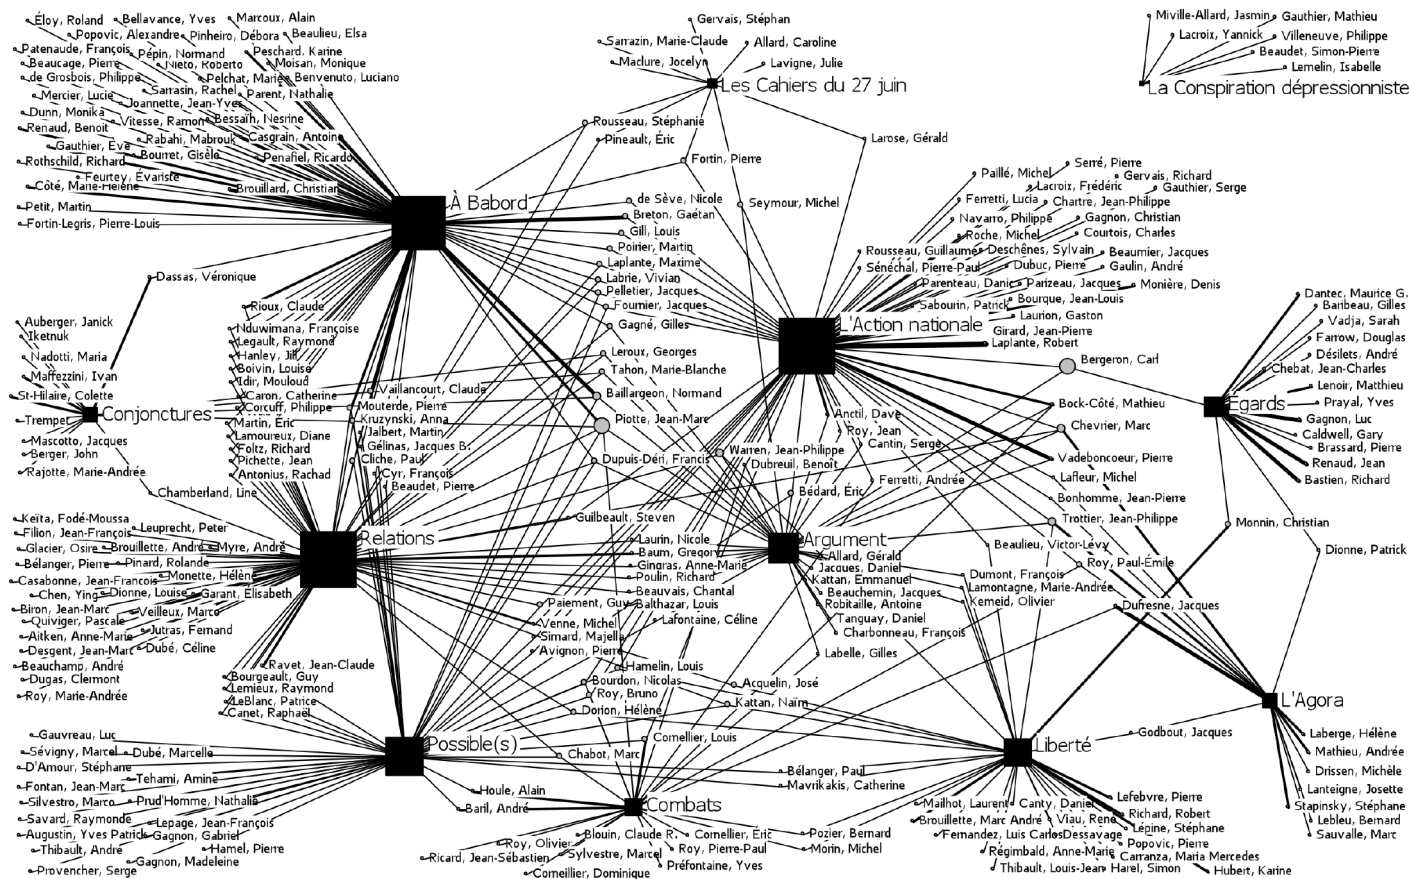 Éloy, Roland
Bellavance, Yves
Marcoux, Alain
Popovic, Alexandre
Pinheiro, Débora
Beaulieu, Elsa
Patenaude, François
Pépin, Normand
Peschard, Karine
Beaucage, Pierre
Nieto, Roberto
Moisan, Monique
de Grosbois, Philippe
Pelchat, Marie
Benvenuto, Luciano
Sarrasin, Rachel
Mercier, Lucie
Parent, Nathalie
Joannette, Jean-Yves
Dunn, Monika
Vitesse, Ramon
Bessaïh, Nesrine
Renaud, Benoit
Rabahi, Mabrouk
Casgrain, Antoine
Gauthier, Ève
Bourret, Gisèle
Penafiel, Ricardo
Rothschild, Richard
Feurtey, Évariste
Côté, Marie-Hélène
Brouillard, Christian
Petit, Martin
Fortin-Legris, Pierre-Louis
À Babord
Gervais, Stéphan
Sarrazin, Marie-Claude
Allard, Caroline
Maclure, Jocelyn
Lavigne, Julie
Les Cahiers du 27 juin
Miville-Allard, Jasmin
Gauthier, Mathieu
Lacroix, Yannick
Villeneuve, Philippe
Beaudet, Simon-Pierre
Lemelin, Isabelle
La Conspiration dépressionniste
Rousseau, Stéphanie
Pineault, Éric
Larose, Gérald
Fortin, Pierre
de Sève, Nicole
Seymour, Michel
Breton, Gaétan
Gill, Louis
Poirier, Martin
Laplante, Maxime
Labrie, Vivian
Pelletier, Jacques
Fournier, Jacques
Gagné, Gilles
Leroux, Georges
Tahon, Marie-Blanche
Baillargeon, Normand
Piotte, Jean-Marc
Dupuis-Déri, Francis
Serré, Pierre
Paillé, Michel
Gervais, Richard
Lacroix, Frédéric
Gauthier, Serge
Ferretti, Lucia
Chartre, Jean-Philippe
Navarro, Philippe
Gagnon, Christian
Roche, Michel
Courtois, Charles
Rousseau, Guillaume
Deschênes, Sylvain
Beaumier, Jacques
Sénéchal, Pierre-Paul
Dubuc, Pierre
Gaulin, André
Parenteau, Danic
Parizeau, Jacques
Monière, Denis
Sabourin, Patrick
Bourque, Jean-Louis
Laurion, Gaston
L'Action nationale
Girard, Jean-Pierre
Laplante, Robert
Bergeron, Carl
Bock-Côté, Mathieu
Chevrier, Marc
Vadeboncoeur, Pierre
Lafleur, Michel
Bonhomme, Jean-Pierre
Trottier, Jean-Philippe
Beaulieu, Victor-Lévy
Roy, Paul-Émile
Dantec, Maurice G.
Baribeau, Gilles
Vadja, Sarah
Farrow, Douglas
Désilets, André
Chebat, Jean-Charles
Lenoir, Matthieu
Prayal, Yves
Égards
Gagnon, Luc
Caldwell, Gary
Brassard, Pierre
Renaud, Jean
Bastien, Richard
Monnin, Christian
Dionne, Patrick
Dassas, Véronique
Rioux, Claude
Auberger, Janick
Iketnuk
Nadotti, Maria
Maffezzini, Ivan
St-Hilaire, Colette
Conjonctures
Trempet
Mascotto, Jacques
Berger, John
Rajotte, Marie-Andrée
Chamberland, Line
Nduwimana, Françoise
Legault, Raymond
Hanley, Jill
Boivin, Louise
Idir, Mouloud
Caron, Catherine
Corcuff, Philippe
Martin, Éric
Lamoureux, Diane
Foltz, Richard
Pichette, Jean
Antonius, Rachad
Vaillancourt, Claude
Mouterde, Pierre
Kruzynski, Anna
Jalbert, Martin
Gélinas, Jacques B.
Cliche, Paul
Cyr, François
Beaudet, Pierre
Anctil, Dave
Roy, Jean
Cantin, Serge
Warren, Jean-Philippe
Dubreuil, Benoît
Ferretti, Andrée
Bédard, Éric
Keïta, Fodé-Moussa
Leuprecht, Peter
Filion, Jean-François
Glacier, Osire
Brouillette, André
Myre, André
Bélanger, Pierre
Pinard, Rolande
Casabonne, Jean-Francois
Monette, Hélène
Chen, Ying
Dionne, Louise
Garant, Élisabeth
Biron, Jean-Marc
Veilleux, Marco
Quiviger, Pascale
Aitken, Anne-Marie
Jutras, Fernand
Desgent, Jean-Marc
Dubé, Céline
Beauchamp, André
Dugas, Clermont
Roy, Marie-Andrée
Relations
Guilbeault, Steven
Laurin, Nicole
Baum, Gregory
Gingras, Anne-Marie
Poulin, Richard
Beauvais, Chantal
Paiement, Guy
Balthazar, Louis
Venne, Michel
Lafontaine, Céline
Simard, Majella
Avignon, Pierre
Hamelin, Louis
Bourdon, Nicolas
Roy, Bruno
Dorion, Hélène
Acquelin, José
Kattan, Naïm
Chabot, Marc
Cornellier, Louis
Argument
Allard, Gérald
Jacques, Daniel
Kattan, Emmanuel
Beauchemin, Jacques
Robitaille, Antoine
Tanguay, Daniel
Charbonneau, François
Labelle, Gilles
Dumont, François
Lamontagne, Marie-Andrée
Kemeid, Olivier
Dufresne, Jacques
Ravet, Jean-Claude
Bourgeault, Guy
Lemieux, Raymond
LeBlanc, Patrice
Canet, Raphaël
Gauvreau, Luc
Sévigny, Marcel
Dubé, Marcelle
D'Amour, Stéphane
Tehami, Amine
Fontan, Jean-Marc
Silvestro, Marco
Prud'Homme, Nathalie
Savard, Raymonde
Lepage, Jean-François
Augustin, Yves Patrick
Gagnon, Gabriel
Thibault, André
Hamel, Pierre
Gagnon, Madeleine
Provencher, Serge
Possible(s)
Houle, Alain
Baril, André
Combats
Bélanger, Paul
Mavrikakis, Catherine
Blouin, Claude R.
Cornellier, Éric
Roy, Olivier
Roy, Pierre-Paul
Ricard, Jean-Sébastien
Sylvestre, Marcel
Préfontaine, Yves
Corneillier, Dominique
Pozier, Bernard
Morin, Michel
Liberté
Godbout, Jacques
Mailhot, Laurent
Canty, Daniel
Lefebvre, Pierre
Brouillette, Marc André
Viau, René
Richard, Robert
Fernandez, Luis Carlos
Dessavage
Lépine, Stéphane
Popovic, Pierre
Régimbald, Anne-Marie
Carranza, Maria Mercedes
Thibault, Louis-Jean
Harel, Simon
Hubert, Karine
L'Agora
Laberge, Hélène
Mathieu, Andrée
Drissen, Michèle
Lanteigne, Josette
Stapinsky, Stéphane
Lebleu, Bernard
Sauvalle, Marc